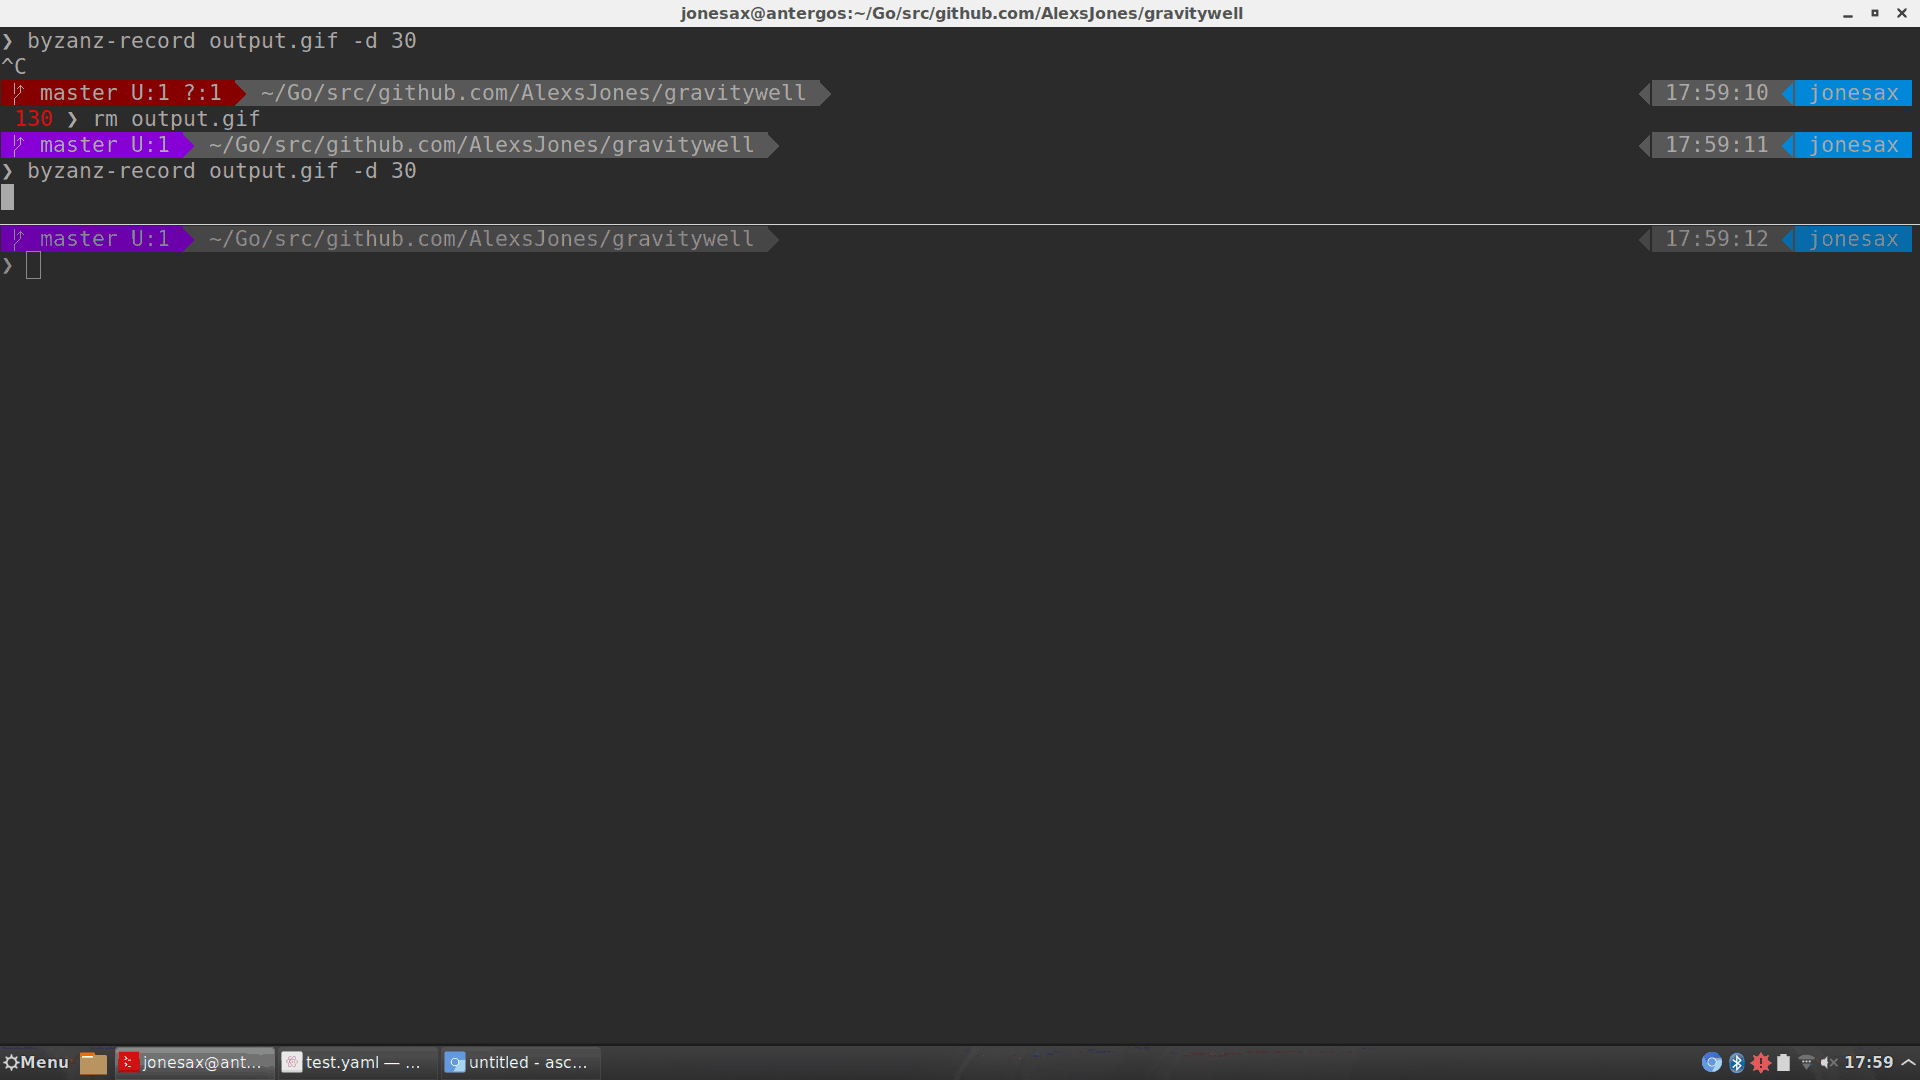 jonesax@antergos:~/Go/src/github.com/AlexsJones/gravitywell
❯ byzanz-record output.gif -d 30
^C
master U:1 ?:1 ~/Go/src/github.com/AlexsJones/gravitywell 17:59:10 jonesax
130 ❯ rm output.gif
master U:1 ~/Go/src/github.com/AlexsJones/gravitywell 17:59:11 jonesax
❯ byzanz-record output.gif -d 30
master U:1 ~/Go/src/github.com/AlexsJones/gravitywell 17:59:12 jonesax
❯
Menu jonesax@ant... test.yaml — ... untitled - asc... 17:59